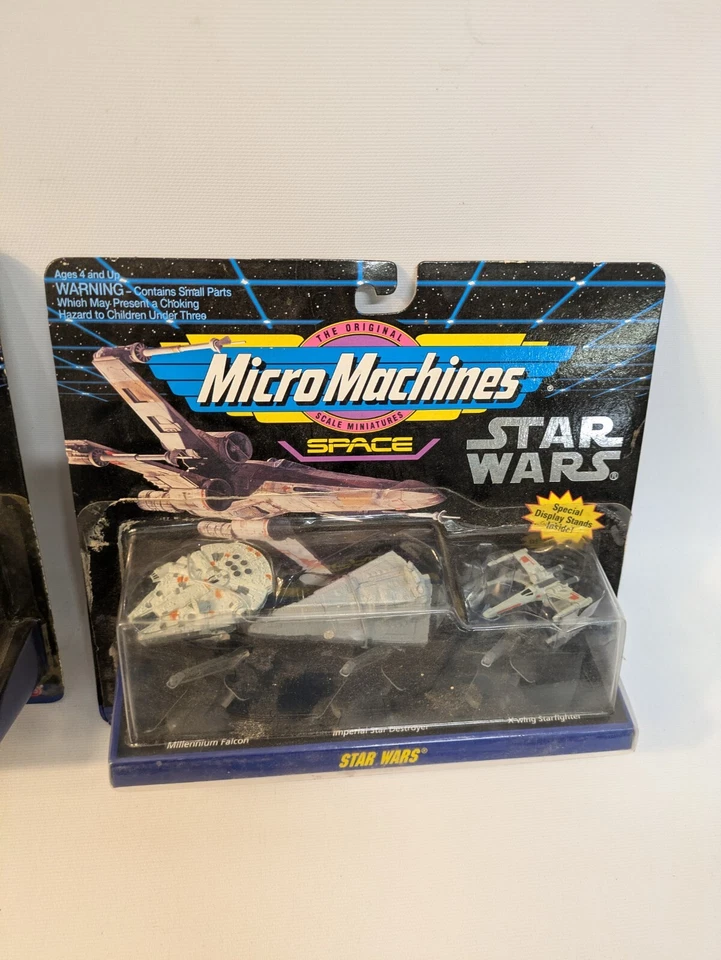 Ages 4 and Up
WARNING - Contains Small Parts
Which May Present a Choking
Hazard to Children Under Three
THE ORIGINAL
Micro Machines ®
SCALE MINIATURES
SPACE
STAR
WARS ®
Special
Display Stands
Inside!
Millennium Falcon
Imperial Star Destroyer
X-Wing Starfighter
STAR WARS®